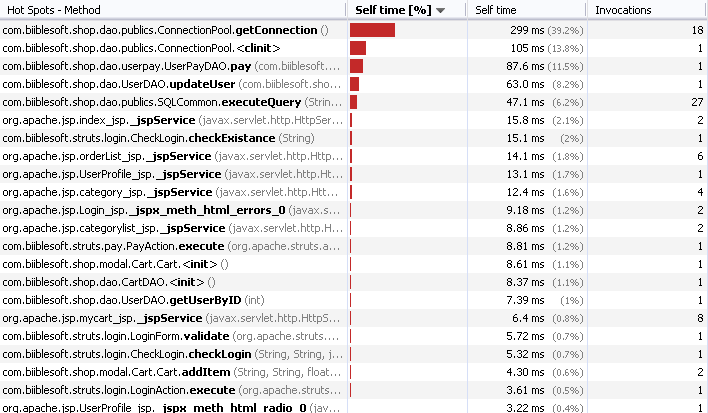 Hot Spots - Method Self time [%] Self time Invocations
com.biiblesoft.shop.dao.publics.ConnectionPool.getConnection () 299 ms (39.2%) 18
com.biiblesoft.shop.dao.publics.ConnectionPool.<clinit> 105 ms (13.8%) 1
com.biiblesoft.shop.dao.userpay.UserPayDAO.pay (com.biiblesoft.sho... 87.6 ms (11.5%) 1
com.biiblesoft.shop.dao.UserDAO.updateUser (com.biiblesoft.shop.... 63.0 ms (8.2%) 1
com.biiblesoft.shop.dao.publics.SQLCommon.executeQuery (Strin... 47.1 ms (6.2%) 27
org.apache.jsp.index_jsp._jspService (javax.servlet.http.HttpServ... 15.8 ms (2.1%) 2
com.biiblesoft.struts.login.CheckLogin.checkExistance (String) 15.1 ms (2%) 1
org.apache.jsp.orderList_jsp._jspService (javax.servlet.http.Http... 14.1 ms (1.8%) 6
org.apache.jsp.UserProfile_jsp._jspService (javax.servlet.http.Htt... 13.1 ms (1.7%) 1
org.apache.jsp.category_jsp._jspService (javax.servlet.http.Htt... 12.4 ms (1.6%) 4
org.apache.jsp.Login_jsp._jspx_meth_html_errors_0 (javax.s... 9.18 ms (1.2%) 2
org.apache.jsp.categorylist_jsp._jspService (javax.servlet.http.H... 8.86 ms (1.2%) 2
com.biiblesoft.struts.pay.PayAction.execute (org.apache.struts.a... 8.81 ms (1.2%) 1
com.biiblesoft.shop.modal.Cart.Cart.<init> () 8.61 ms (1.1%) 1
com.biiblesoft.shop.dao.CartDAO.<init> () 8.37 ms (1.1%) 1
com.biiblesoft.shop.dao.UserDAO.getUserByID (int) 7.39 ms (1%) 1
org.apache.jsp.mycart_jsp._jspService (javax.servlet.http.HttpS... 6.4 ms (0.8%) 8
com.biiblesoft.struts.login.LoginForm.validate (org.apache.struts.... 5.72 ms (0.7%) 1
com.biiblesoft.struts.login.CheckLogin.checkLogin (String, String, j... 5.32 ms (0.7%) 1
com.biiblesoft.shop.modal.Cart.Cart.addItem (String, String, float... 4.30 ms (0.6%) 2
com.biiblesoft.struts.login.LoginAction.execute (org.apache.struts.... 3.61 ms (0.5%) 1
org.apache.jsp.UserProfile_jsp._jspx_meth_html_radio_0 (jav... 3.22 ms (0.4%) 1